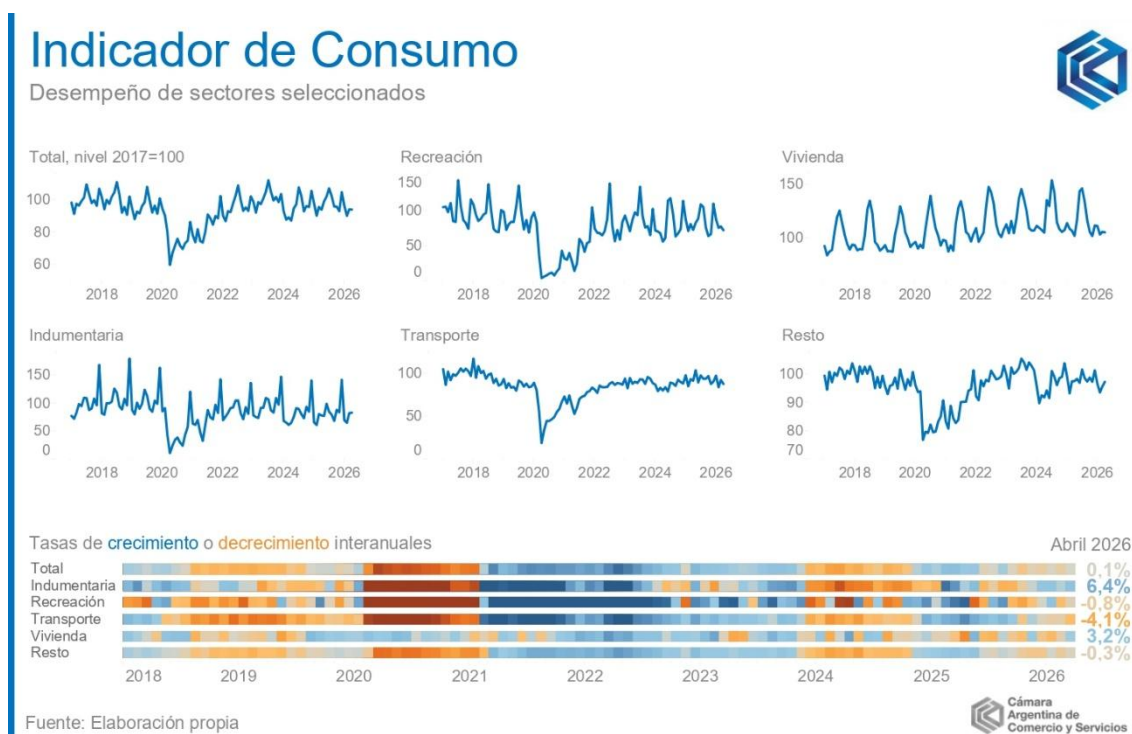 Indicador de Consumo
Desempeño de sectores seleccionados
Total, nivel 2017=100
100
80
60
2018 2020 2022 2024 2026
Recreación
150
100
50
0
2018 2020 2022 2024 2026
Vivienda
150
100
2018 2020 2022 2024 2026
Indumentaria
150
100
50
0
2018 2020 2022 2024 2026
Transporte
100
50
0
2018 2020 2022 2024 2026
Resto
100
90
80
70
2018 2020 2022 2024 2026
Tasas de crecimiento o decrecimiento interanuales
Abril 2026
Total 0,1%
Indumentaria 6,4%
Recreación -0,8%
Transporte -4,1%
Vivienda 3,2%
Resto -0,3%
2018 2019 2020 2021 2022 2023 2024 2025 2026
Fuente: Elaboración propia
Cámara
Argentina de
Comercio y Servicios